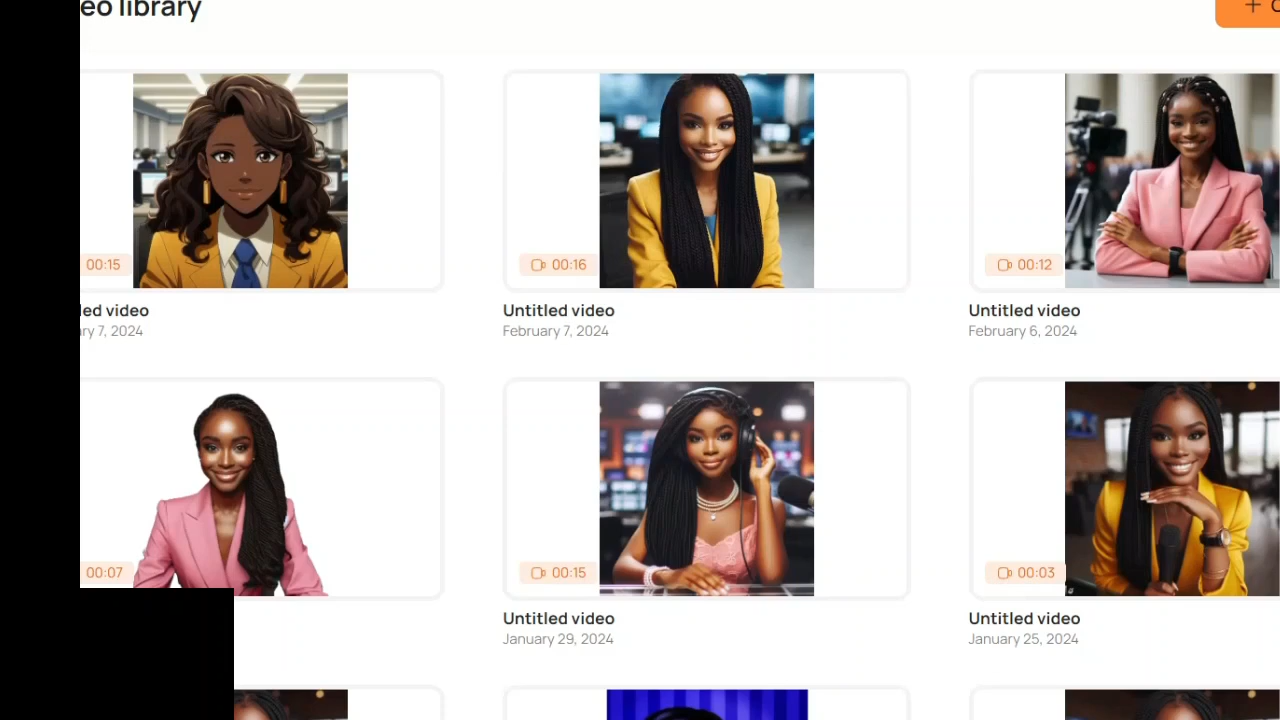 eo library
+ C
00:15
00:16
00:12
led video
Untitled video
Untitled video
ry 7, 2024
February 7, 2024
February 6, 2024
00:07
00:15
00:03
Untitled video
Untitled video
January 29, 2024
January 25, 2024